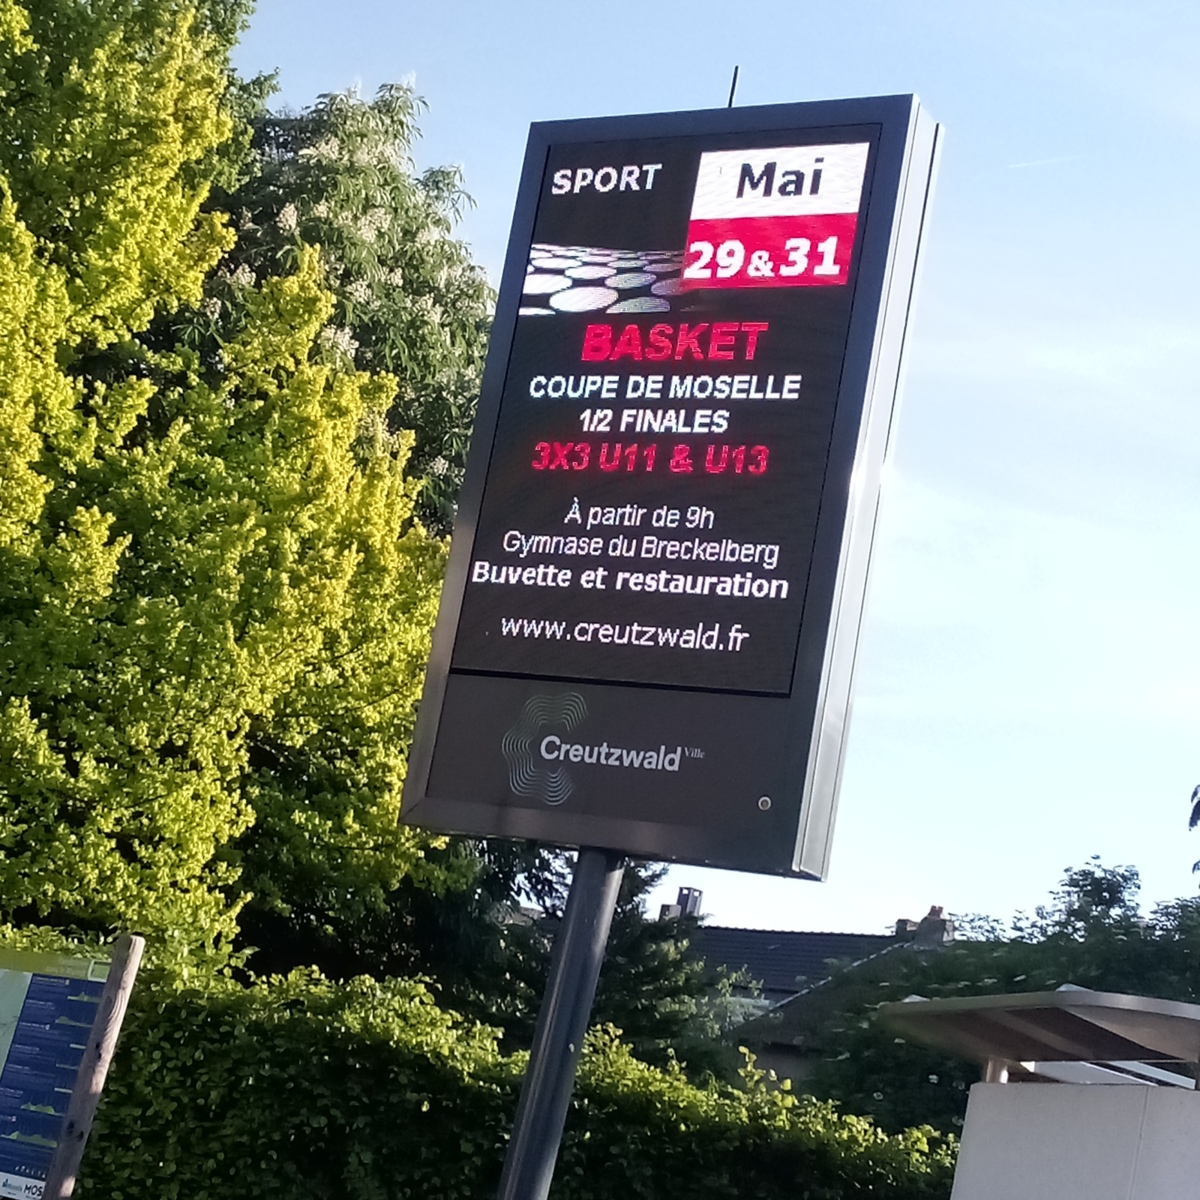 SPORT
Mai
29 & 31
BASKET
COUPE DE MOSELLE
1/2 FINALES
3X3 U11 & U13
À partir de 9h
Gymnase du Breckelberg
Buvette et restauration
www.creutzwald.fr
Creutzwald Ville